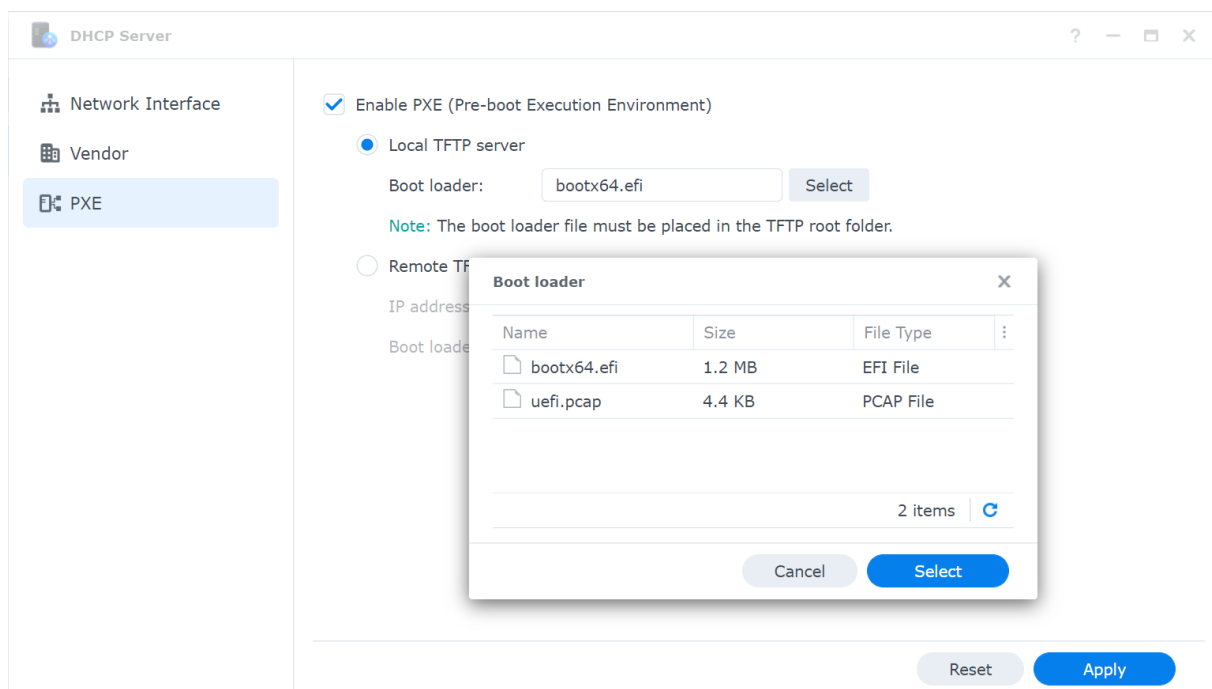 DHCP Server
Network Interface
Vendor
PXE
Enable PXE (Pre-boot Execution Environment)
Local TFTP server
Boot loader: bootx64.efi Select
Note: The boot loader file must be placed in the TFTP root folder.
Remote TF
IP address
Boot loade
Boot loader
Name Size File Type
bootx64.efi 1.2 MB EFI File
uefi.pcap 4.4 KB PCAP File
2 items
Cancel Select
Reset Apply